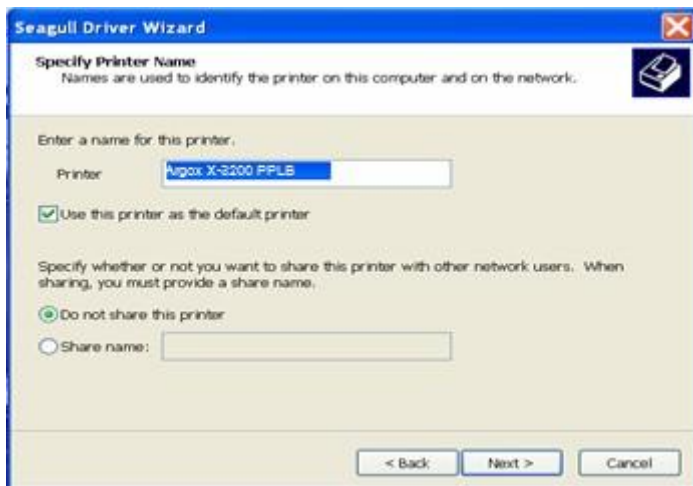 Seagull Driver Wizard
Specify Printer Name
Names are used to identify the printer on this computer and on the network.
Enter a name for this printer.
Printer
Argox X-3200 PPLB
Use this printer as the default printer
Specify whether or not you want to share this printer with other network users. When
sharing, you must provide a share name.
Do not share this printer
Share name:
< Back
Next >
Cancel